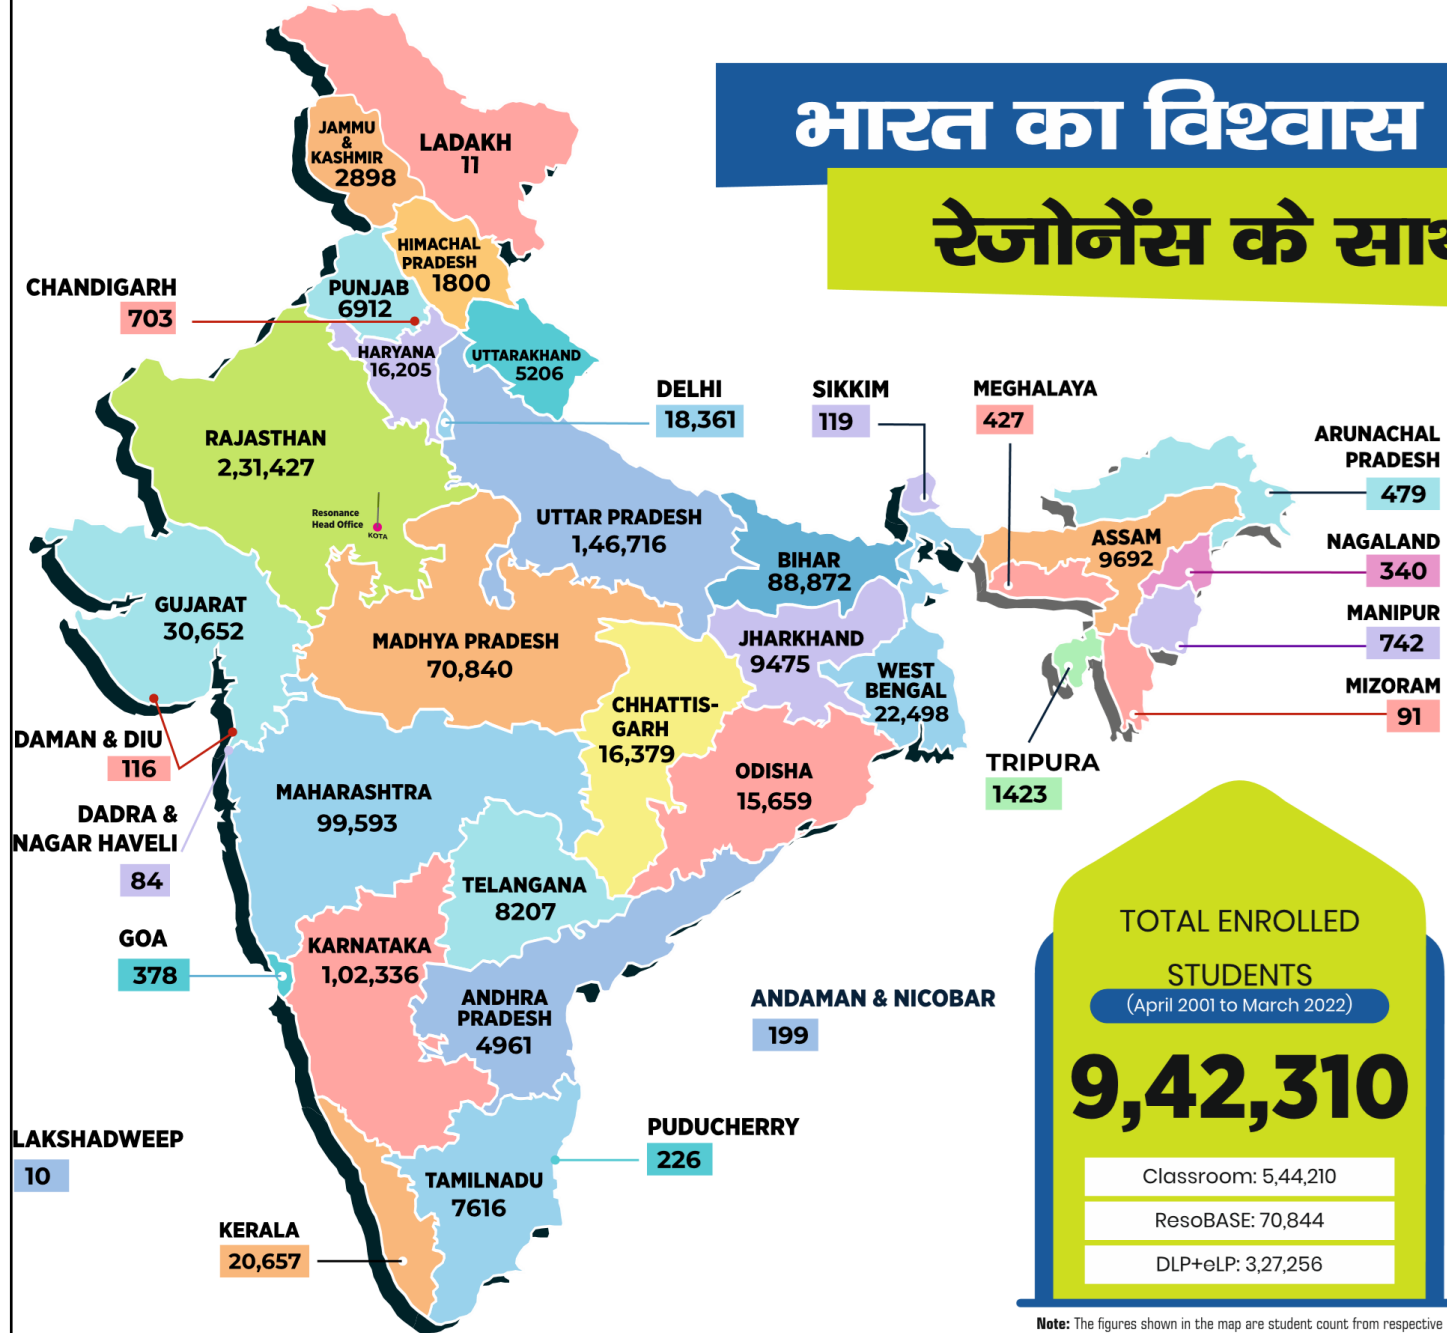 भारत का विश्वास
रेजोनेंस के
JAMMU
&
KASHMIR
2898
LADAKH
11
HIMACHAL
PRADESH
1800
PUNJAB
6912
CHANDIGARH
703
HARYANA
16,205
UTTARAKHAND
5206
DELHI
18,361
SIKKIM
119
MEGHALAYA
427
ARUNACHAL
PRADESH
479
RAJASTHAN
2,31,427
Resonance
Head Office
KOTA
UTTAR PRADESH
1,46,716
BIHAR
88,872
ASSAM
9692
NAGALAND
340
MANIPUR
742
MIZORAM
91
TRIPURA
1423
GUJARAT
30,652
MADHYA PRADESH
70,840
JHARKHAND
9475
WEST
BENGAL
22,498
CHHATTIS-
GARH
16,379
ODISHA
15,659
DAMAN & DIU
116
DADRA &
NAGAR HAVELI
84
MAHARASHTRA
99,593
TELANGANA
8207
GOA
378
KARNATAKA
1,02,336
ANDHRA
PRADESH
4961
ANDAMAN & NICOBAR
199
LAKSHADWEEP
10
PUDUCHERRY
226
TAMILNADU
7616
KERALA
20,657
TOTAL ENROLLED
STUDENTS
(April 2001 to March 2022)
9,42,310
Classroom: 5,44,210
ResoBASE: 70,844
DLP+eLP: 3,27,256
Note: The figures shown in the map are student count from respective